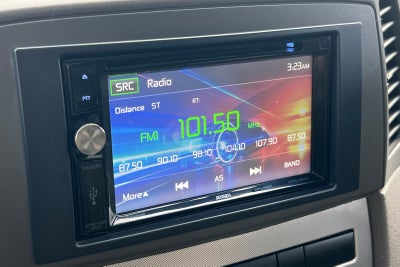 3:23AM
SRC Radio
INT
Distance ST RT:
FM1 101.50 MHz
87.50 90.10 98.10 104.10 107.90 87.50
AS BAND
More